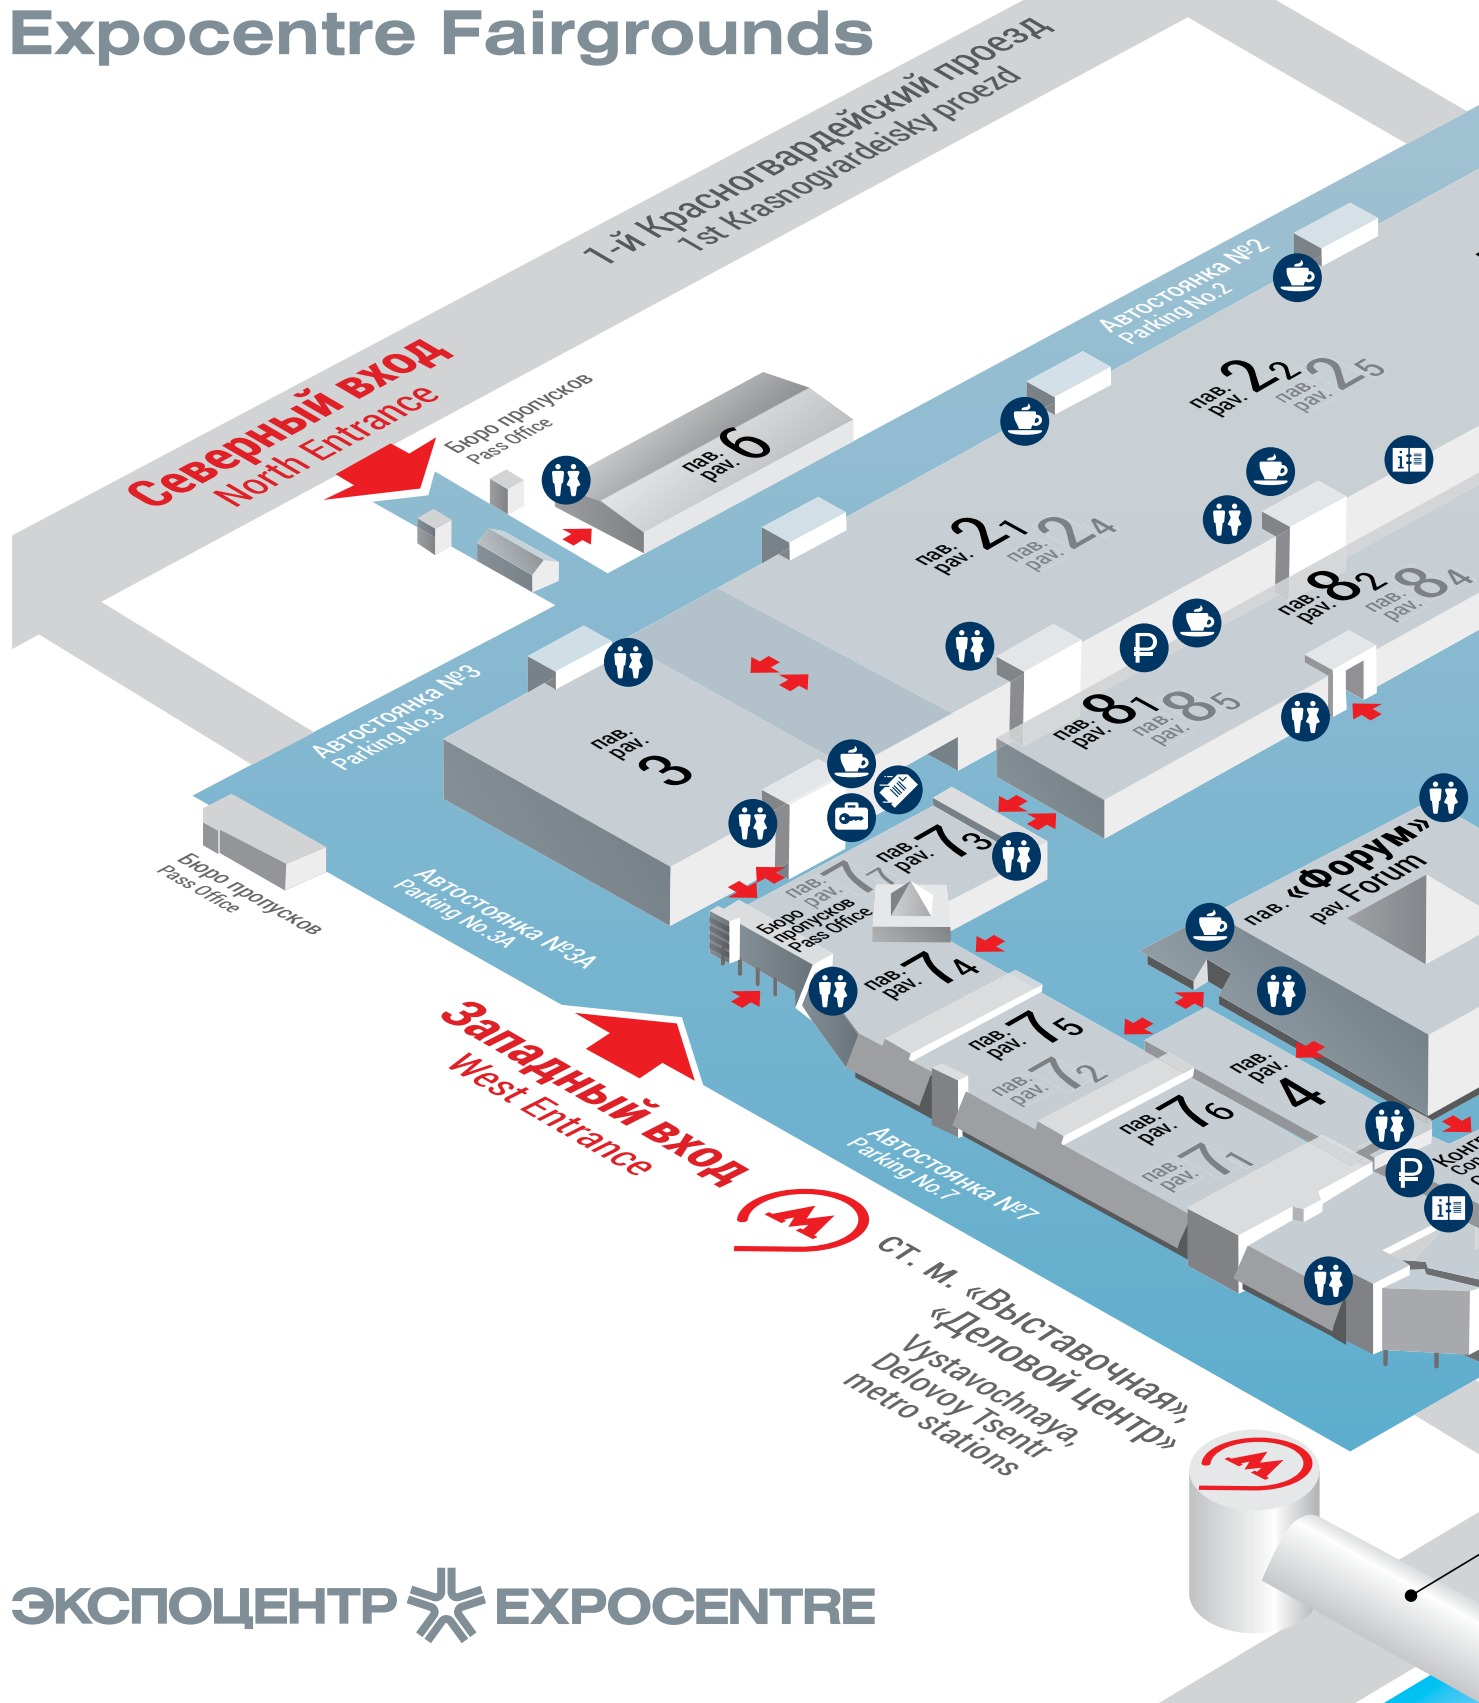 Expocentre Fairgrounds
1-й Красногвардейский проезд
1st Krasnogvardeisky proezd
Автостоянка №2
Parking No.2
Северный вход
North Entrance
Бюро пропусков
Pass Office
пав. 6
pav.
пав. 2 2
pav.
пав. 2 5
pav.
пав. 2 1
pav.
пав. 2 4
pav.
пав. 8 2
pav.
пав. 8 4
pav.
пав. 8 1
pav.
пав. 8 5
pav.
Автостоянка №3
Parking No.3
пав.
pav. 3
Бюро пропусков
Pass Office
Автостоянка №3А
Parking No.3A
пав. 7 3
pav.
пав. 7 7
pav.
Бюро
пропусков
Pass Office
пав. «Форум»
pav. Forum
пав. 7 4
pav.
пав. 7 5
pav.
пав. 7 2
pav.
пав.
pav. 4
пав. 7 6
pav.
пав. 7 1
pav.
Западный вход
West Entrance
Автостоянка №7
Parking No.7
М
ст. м. «Выставочная»,
«Деловой центр»
Vystavochnaya,
Delovoy Tsentr
metro stations
М
ЭКСПОЦЕНТР EXPOCENTRE